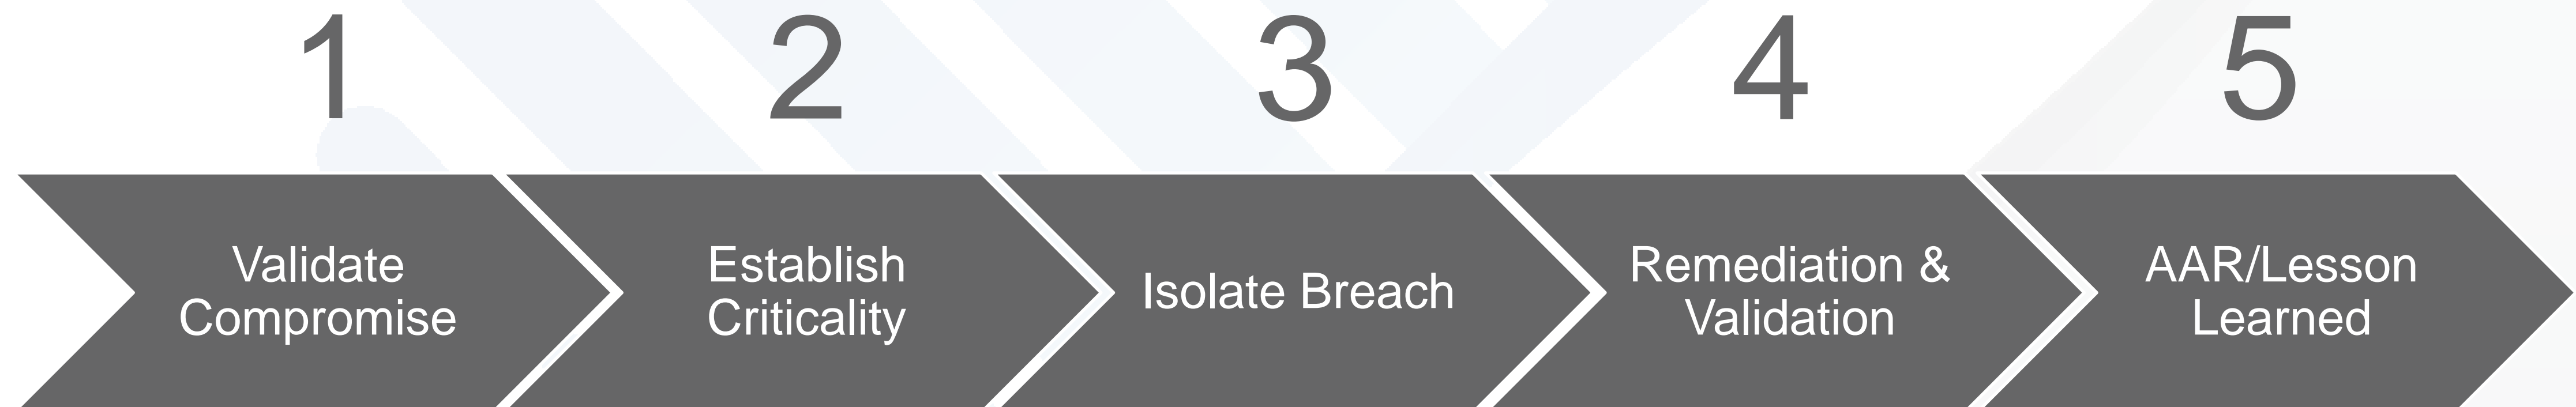 1
2
3
4
5
Validate
Compromise
Establish
Criticality
Isolate Breach
Remediation &
Validation
AAR/Lesson
Learned